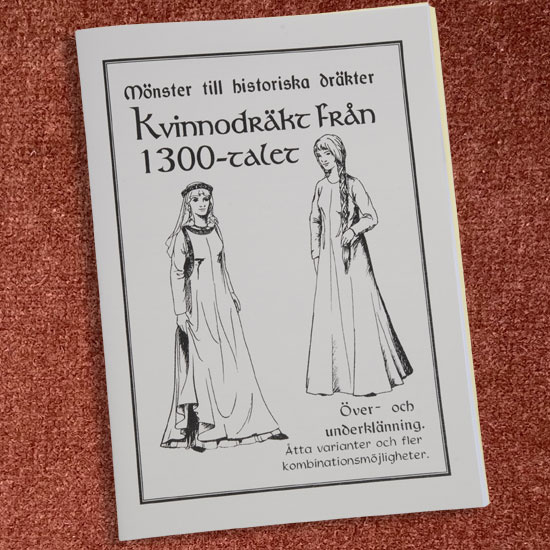 Mönster till historiska dräkter
Kvinnodräkt från
1300-talet
Över- och
underklänning.
Åtta varianter och fler
kombinationsmöjligheter.